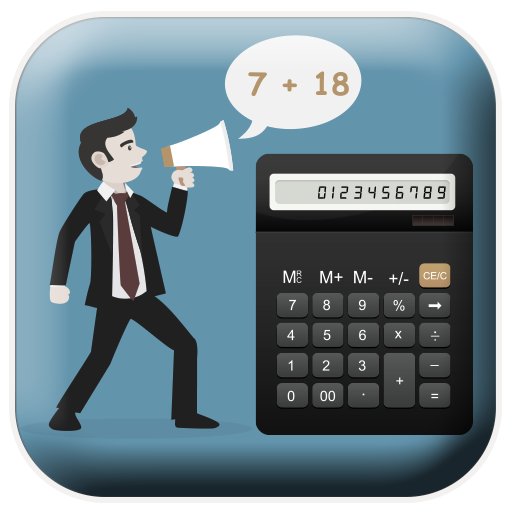 7 + 18
0123456789
MRC M+ M- +/- CE/C
7 8 9 % ➞
4 5 6 x ÷
1 2 3 + −
0 00 . =